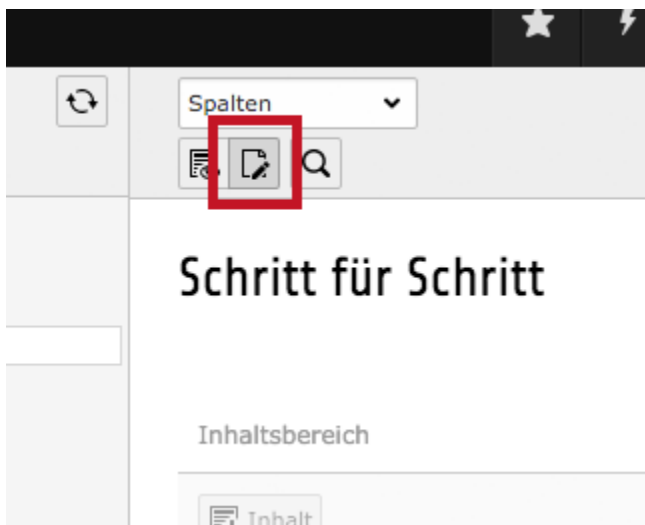 Spalten
Schritt für Schritt
Inhaltsbereich
Inhalt